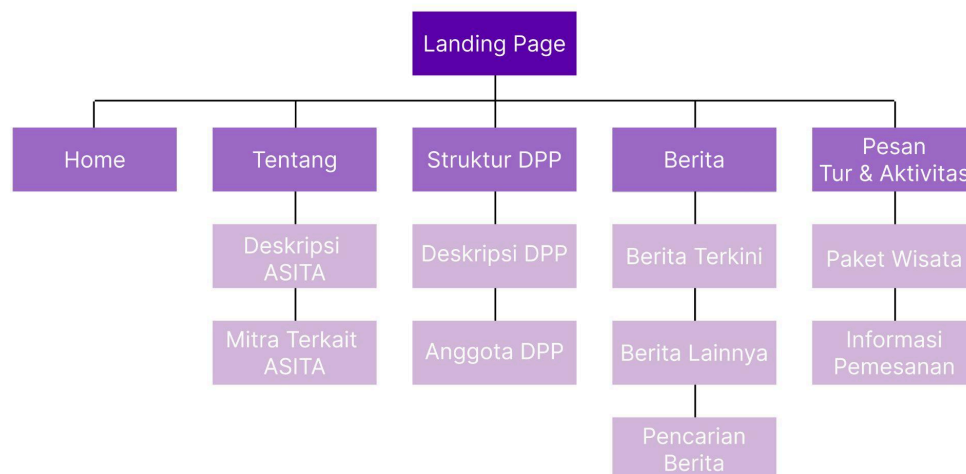 Landing Page
Home
Tentang
Struktur DPP
Berita
Pesan
Tur & Aktivitas
Deskripsi
ASITA
Deskripsi DPP
Berita Terkini
Paket Wisata
Mitra Terkait
ASITA
Anggota DPP
Berita Lainnya
Informasi
Pemesanan
Pencarian
Berita